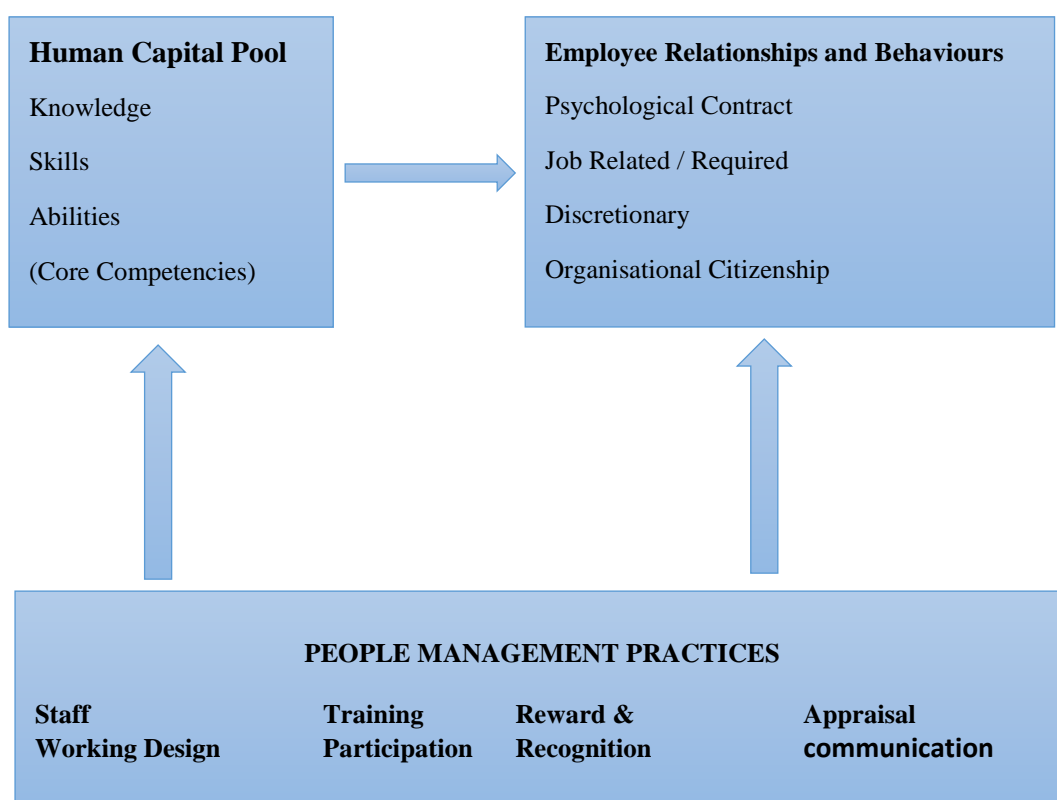 Human Capital Pool
Knowledge
Skills
Abilities
(Core Competencies)
Employee Relationships and Behaviours
Psychological Contract
Job Related / Required
Discretionary
Organisational Citizenship
PEOPLE MANAGEMENT PRACTICES
Staff Training Reward & Appraisal
Working Design Participation Recognition communication